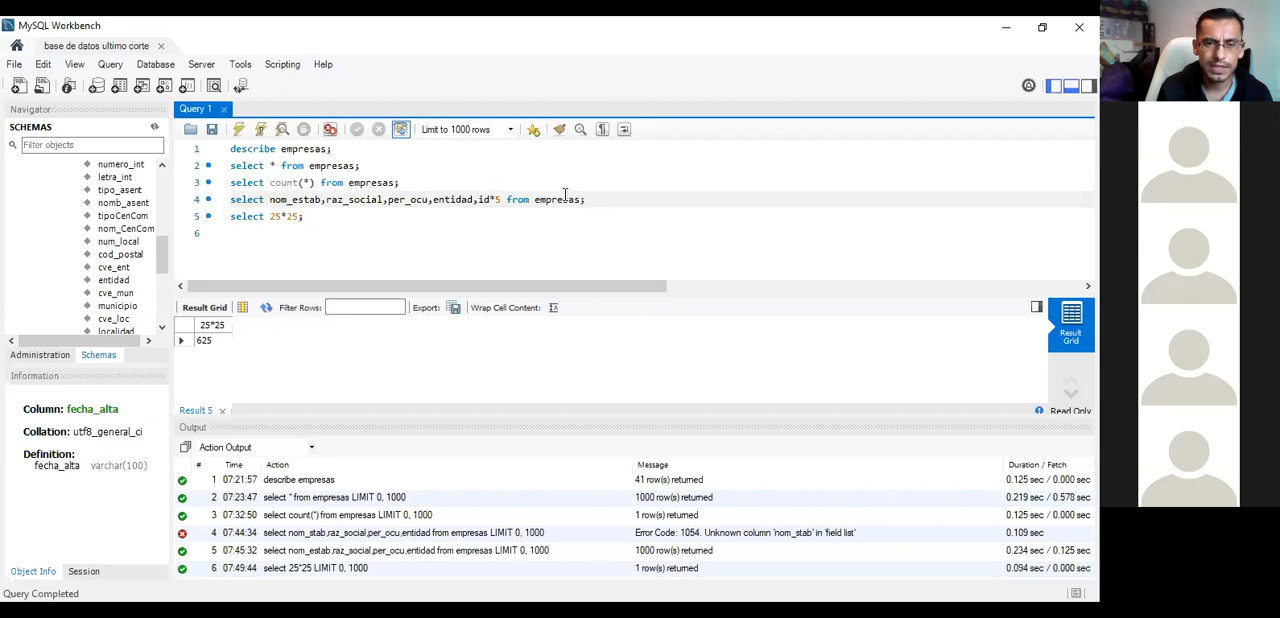 MySQL Workbench
base de datos ultimo corte
File Edit View Query Database Server Tools Scripting Help
Navigator
SCHEMAS
Filter objects
numero_int
letra_int
tipo_asent
nomb_asent
tipoCenCom
nom_CenCom
num_local
cod_postal
cve_ent
entidad
cve_mun
municipio
cve_loc
localidad
Administration Schemas
Information
Column: fecha_alta
Collation: utf8_general_ci
Definition:
fecha_alta varchar(100)
Object Info Session
Query 1
Limit to 1000 rows
1 describe empresas;
2 select * from empresas;
3 select count(*) from empresas;
4 select nom_estab,raz_social,per_ocu,entidad,id*5 from empresas;
5 select 25*25;
6
Result Grid Filter Rows: Export: Wrap Cell Content:
25*25
625
Result Grid
Result 5
Read Only
Output
Action Output
# Time Action Message Duration / Fetch
1 07:21:57 describe empresas 41 row(s) returned 0.125 sec / 0.000 sec
2 07:23:47 select * from empresas LIMIT 0, 1000 1000 row(s) returned 0.219 sec / 0.578 sec
3 07:32:50 select count(*) from empresas LIMIT 0, 1000 1 row(s) returned 0.125 sec / 0.000 sec
4 07:44:34 select nom_stab,raz_social,per_ocu,entidad from empresas LIMIT 0, 1000 Error Code: 1054. Unknown column 'nom_stab' in 'field list' 0.109 sec
5 07:45:32 select nom_estab,raz_social,per_ocu,entidad from empresas LIMIT 0, 1000 1000 row(s) returned 0.234 sec / 0.125 sec
6 07:49:44 select 25*25 LIMIT 0, 1000 1 row(s) returned 0.094 sec / 0.000 sec
Query Completed